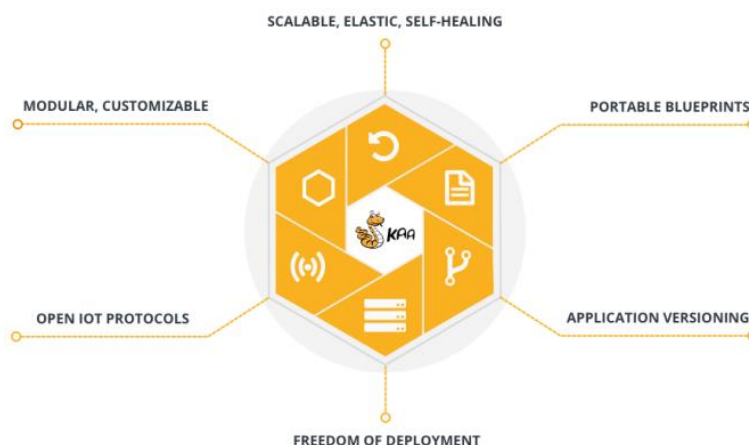 SCALABLE, ELASTIC, SELF-HEALING
MODULAR, CUSTOMIZABLE
PORTABLE BLUEPRINTS
KAA
OPEN IOT PROTOCOLS
APPLICATION VERSIONING
FREEDOM OF DEPLOYMENT